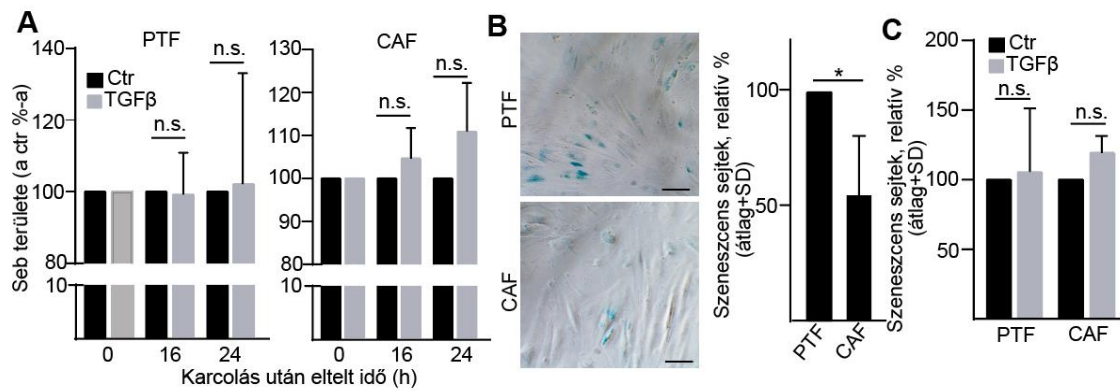 A
PTF
CAF
Seb területe (a ctr %-a)
140
120
100
80
10
Ctr
TGFβ
n.s.
n.s.
0
16
24
130
120
110
100
90
80
10
n.s.
n.s.
0
16
24
Karcolás után eltelt idő (h)
B
PTF
CAF
Szeneszcens sejtek, relatív %
(átlag+SD)
100
50
*
PTF
CAF
C
Szeneszcens sejtek, relatív %
(átlag+SD)
200
150
100
50
Ctr
TGFβ
n.s.
n.s.
PTF
CAF